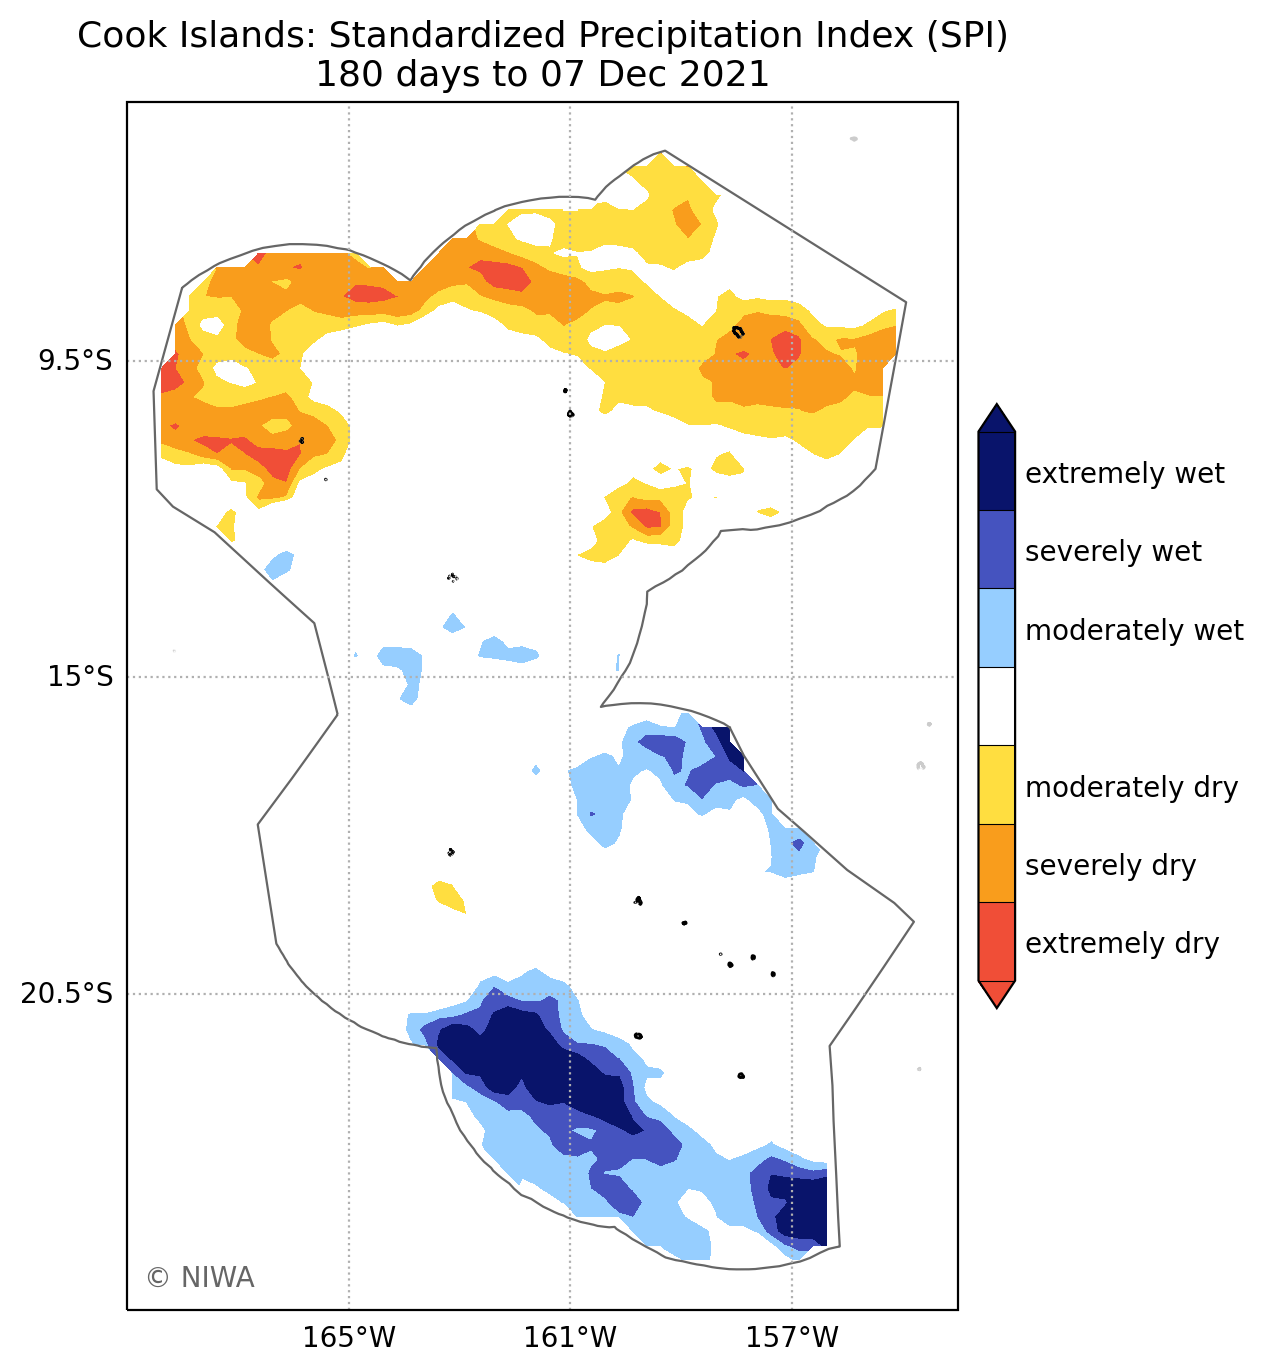 Cook Islands: Standardized Precipitation Index (SPI)
180 days to 07 Dec 2021
9.5°S
15°S
20.5°S
165°W
161°W
157°W
extremely wet
severely wet
moderately wet
moderately dry
severely dry
extremely dry
© NIWA